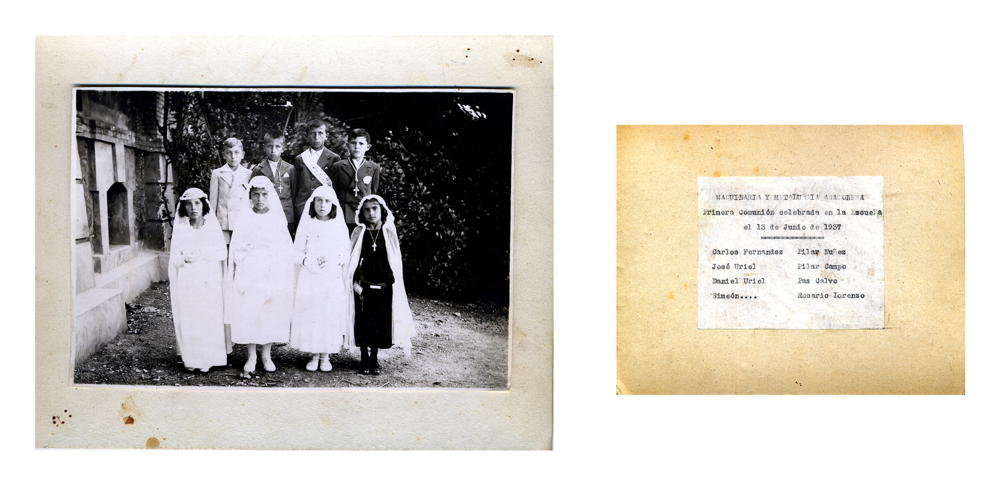 MAQUINARIA Y METALURGIA ARAGONESA
Primera Comunión celebrada en la Escuela
el 13 de Junio de 1937
Carlos Fernandez Pilar Nuñez
José Uriel Pilar Campo
Daniel Uriel Paz Calvo
Simeón.... Rosario Lorenzo